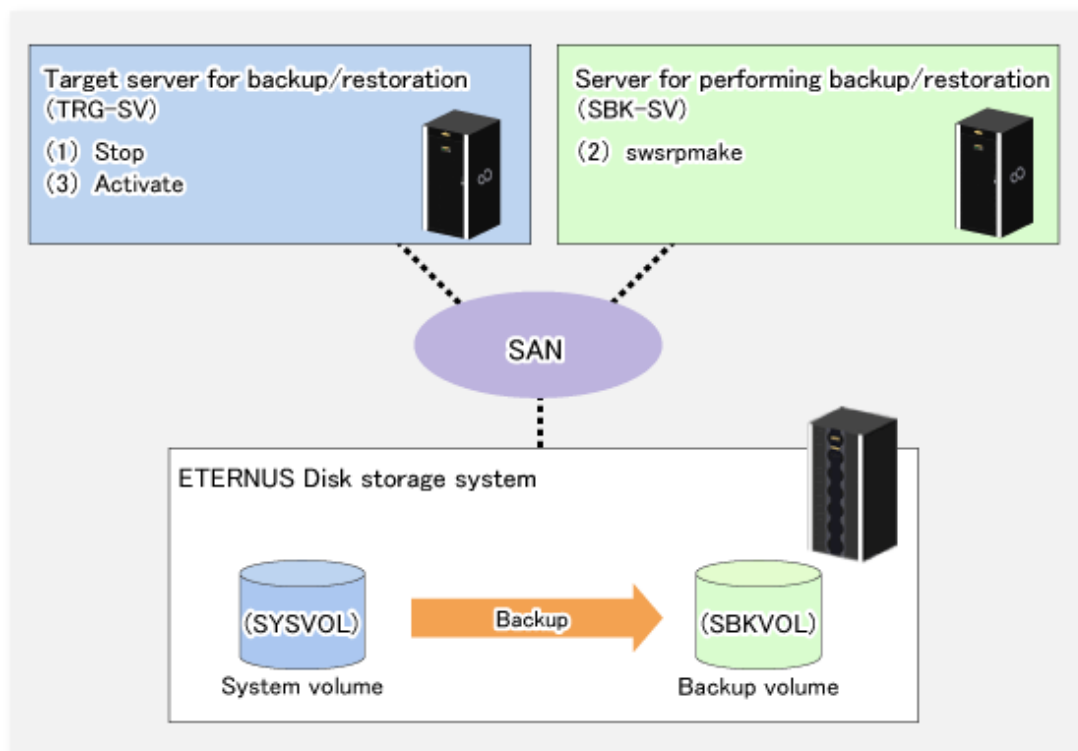 Target server for backup/restoration
(TRG-SV)
(1) Stop
(3) Activate
Server for performing backup/restoration
(SBK-SV)
(2) swsrpmake
SAN
ETERNUS Disk storage system
(SYSVOL)
Backup
(SBKVOL)
System volume
Backup volume